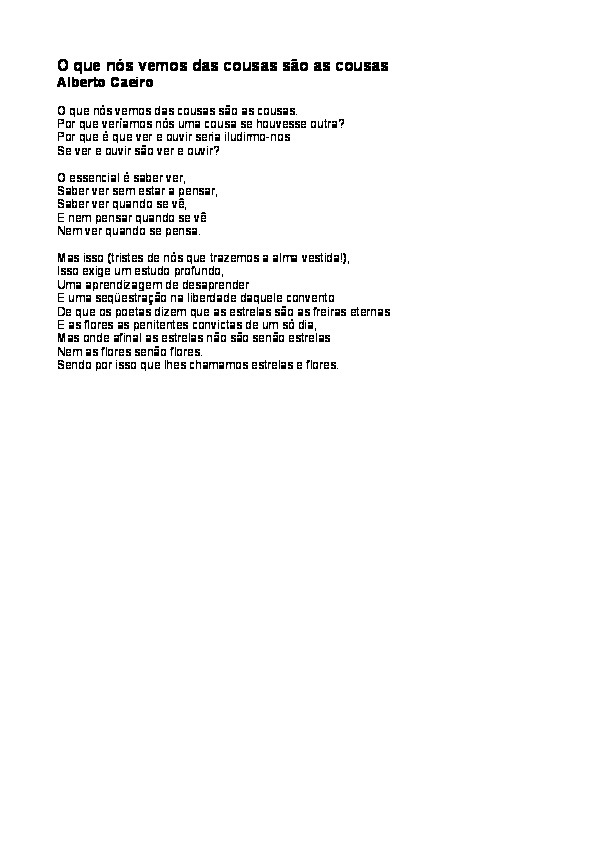 O que nós vemos das cousas são as cousas
Alberto Caeiro
O que nós vemos das cousas são as cousas.
Por que veríamos nós uma cousa se houvesse outra?
Por que é que ver e ouvir seria iludirmo-nos
Se ver e ouvir são ver e ouvir?
O essencial é saber ver,
Saber ver sem estar a pensar,
Saber ver quando se vê,
E nem pensar quando se vê
Nem ver quando se pensa.
Mas isso (tristes de nós que trazemos a alma vestida!),
Isso exige um estudo profundo,
Uma aprendizagem de desaprender
E uma seqüestração na liberdade daquele convento
De que os poetas dizem que as estrelas são as freiras eternas
E as flores as penitentes convictas de um só dia,
Mas onde afinal as estrelas não são senão estrelas
Nem as flores senão flores.
Sendo por isso que lhes chamamos estrelas e flores.